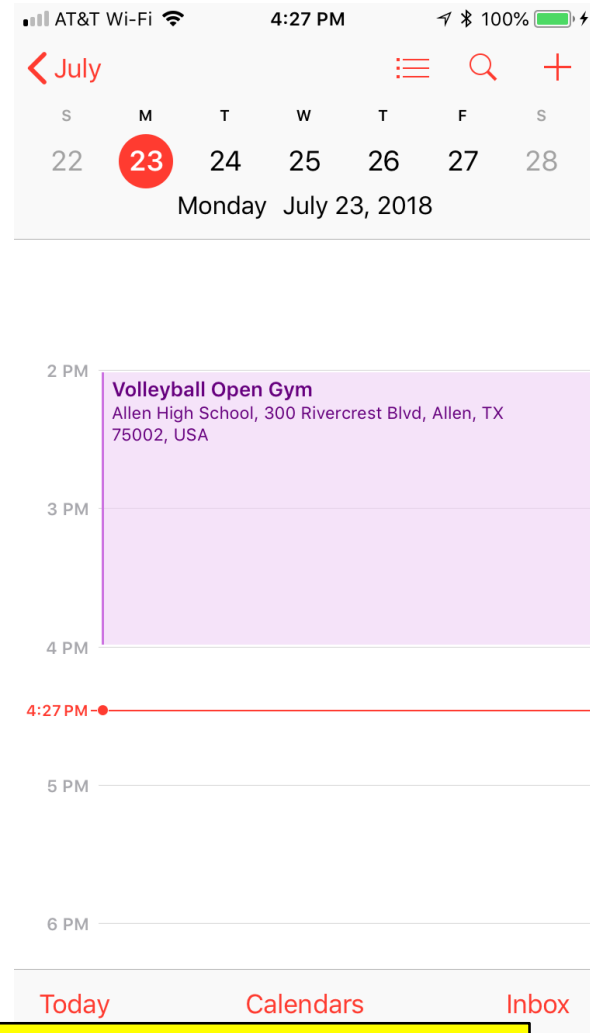 AT&T Wi-Fi 4:27 PM 100%
July
S M T W T F S
22 23 24 25 26 27 28
Monday July 23, 2018
2 PM
Volleyball Open Gym
Allen High School, 300 Rivercrest Blvd, Allen, TX
75002, USA
3 PM
4 PM
4:27 PM
5 PM
6 PM
Today Calendars Inbox